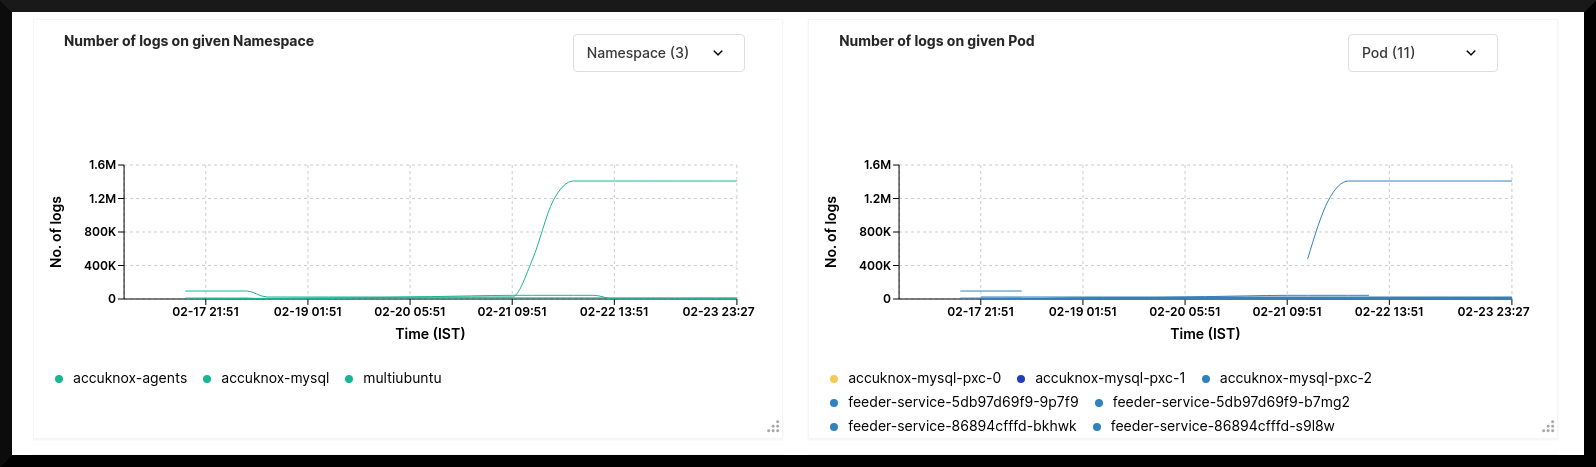 Number of logs on given Namespace
Namespace (3)
1.6M
1.2M
800K
400K
0
No. of logs
02-17 21:51 02-19 01:51 02-20 05:51 02-21 09:51 02-22 13:51 02-23 23:27
Time (IST)
accuknox-agents accuknox-mysql multiubuntu
Number of logs on given Pod
Pod (11)
1.6M
1.2M
800K
400K
0
No. of logs
02-17 21:51 02-19 01:51 02-20 05:51 02-21 09:51 02-22 13:51 02-23 23:27
Time (IST)
accuknox-mysql-pxc-0 accuknox-mysql-pxc-1 accuknox-mysql-pxc-2
feeder-service-5db97d69f9-9p7f9 feeder-service-5db97d69f9-b7mg2
feeder-service-86894cfffd-bkhwk feeder-service-86894cfffd-s9l8w